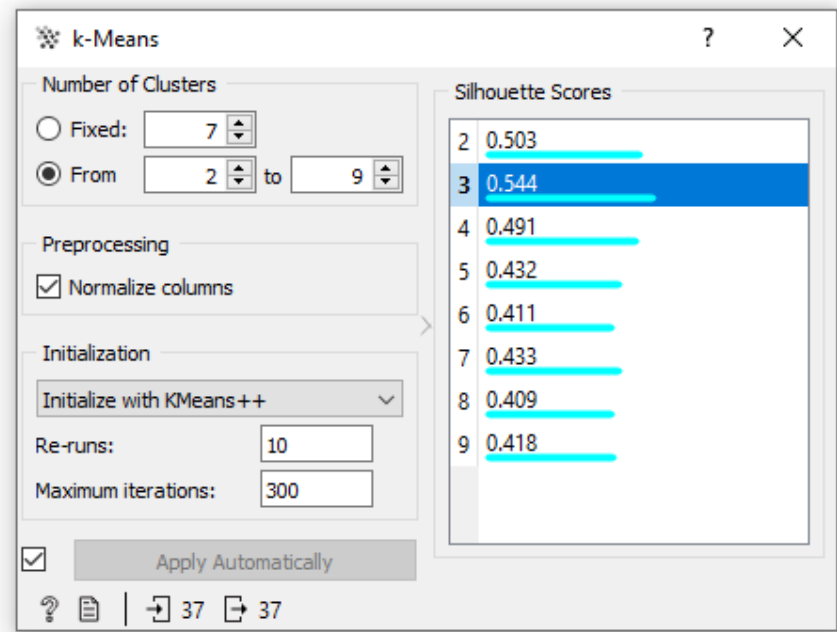 k-Means ? ×
Number of Clusters
Fixed: 7
From 2 to 9
Preprocessing
Normalize columns
Initialization
Initialize with KMeans++
Re-runs: 10
Maximum iterations: 300
Apply Automatically
? 37 37
Silhouette Scores
2 0.503
3 0.544
4 0.491
5 0.432
6 0.411
7 0.433
8 0.409
9 0.418